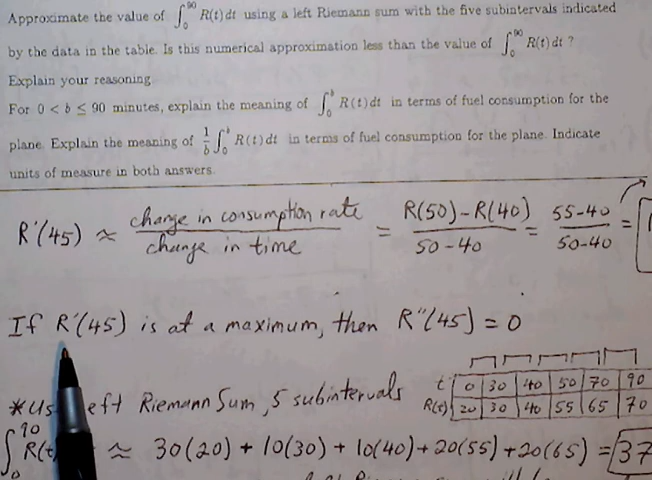 Approximate the value of ∫₀⁹⁰ R(t) dt using a left Riemann sum with the five subintervals indicated
by the data in the table. Is this numerical approximation less than the value of ∫₀⁹⁰ R(t) dt ?
Explain your reasoning
For 0 < b ≤ 90 minutes, explain the meaning of ∫₀ᵇ R(t) dt in terms of fuel consumption for the
plane. Explain the meaning of 1/b ∫₀ᵇ R(t) dt in terms of fuel consumption for the plane. Indicate
units of measure in both answers.
R'(45) ≈ change in consumption rate / change in time = R(50)-R(40) / 50-40 = 55-40 / 50-40 =
If R'(45) is at a maximum, then R''(45) = 0
*Us eft Riemann Sum, 5 subintervals
t 0 30 40 50 70 90
R(t) 20 30 40 55 65 70
∫₀⁹⁰ R(t) ≈ 30(20) + 10(30) + 10(40) + 20(55) + 20(65) = 37